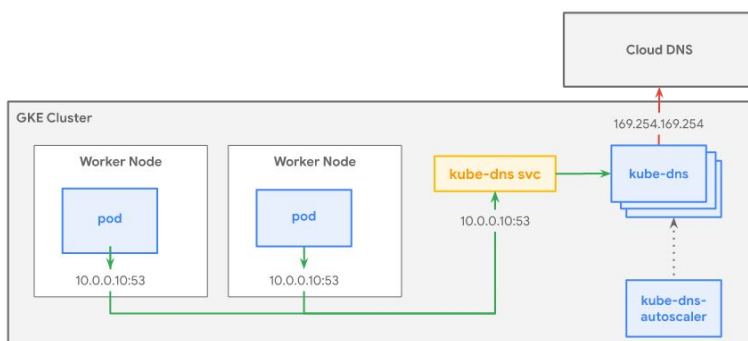 Cloud DNS
GKE Cluster
169.254.169.254
Worker Node
Worker Node
kube-dns svc
kube-dns
pod
pod
10.0.0.10:53
10.0.0.10:53
10.0.0.10:53
kube-dns-
autoscaler